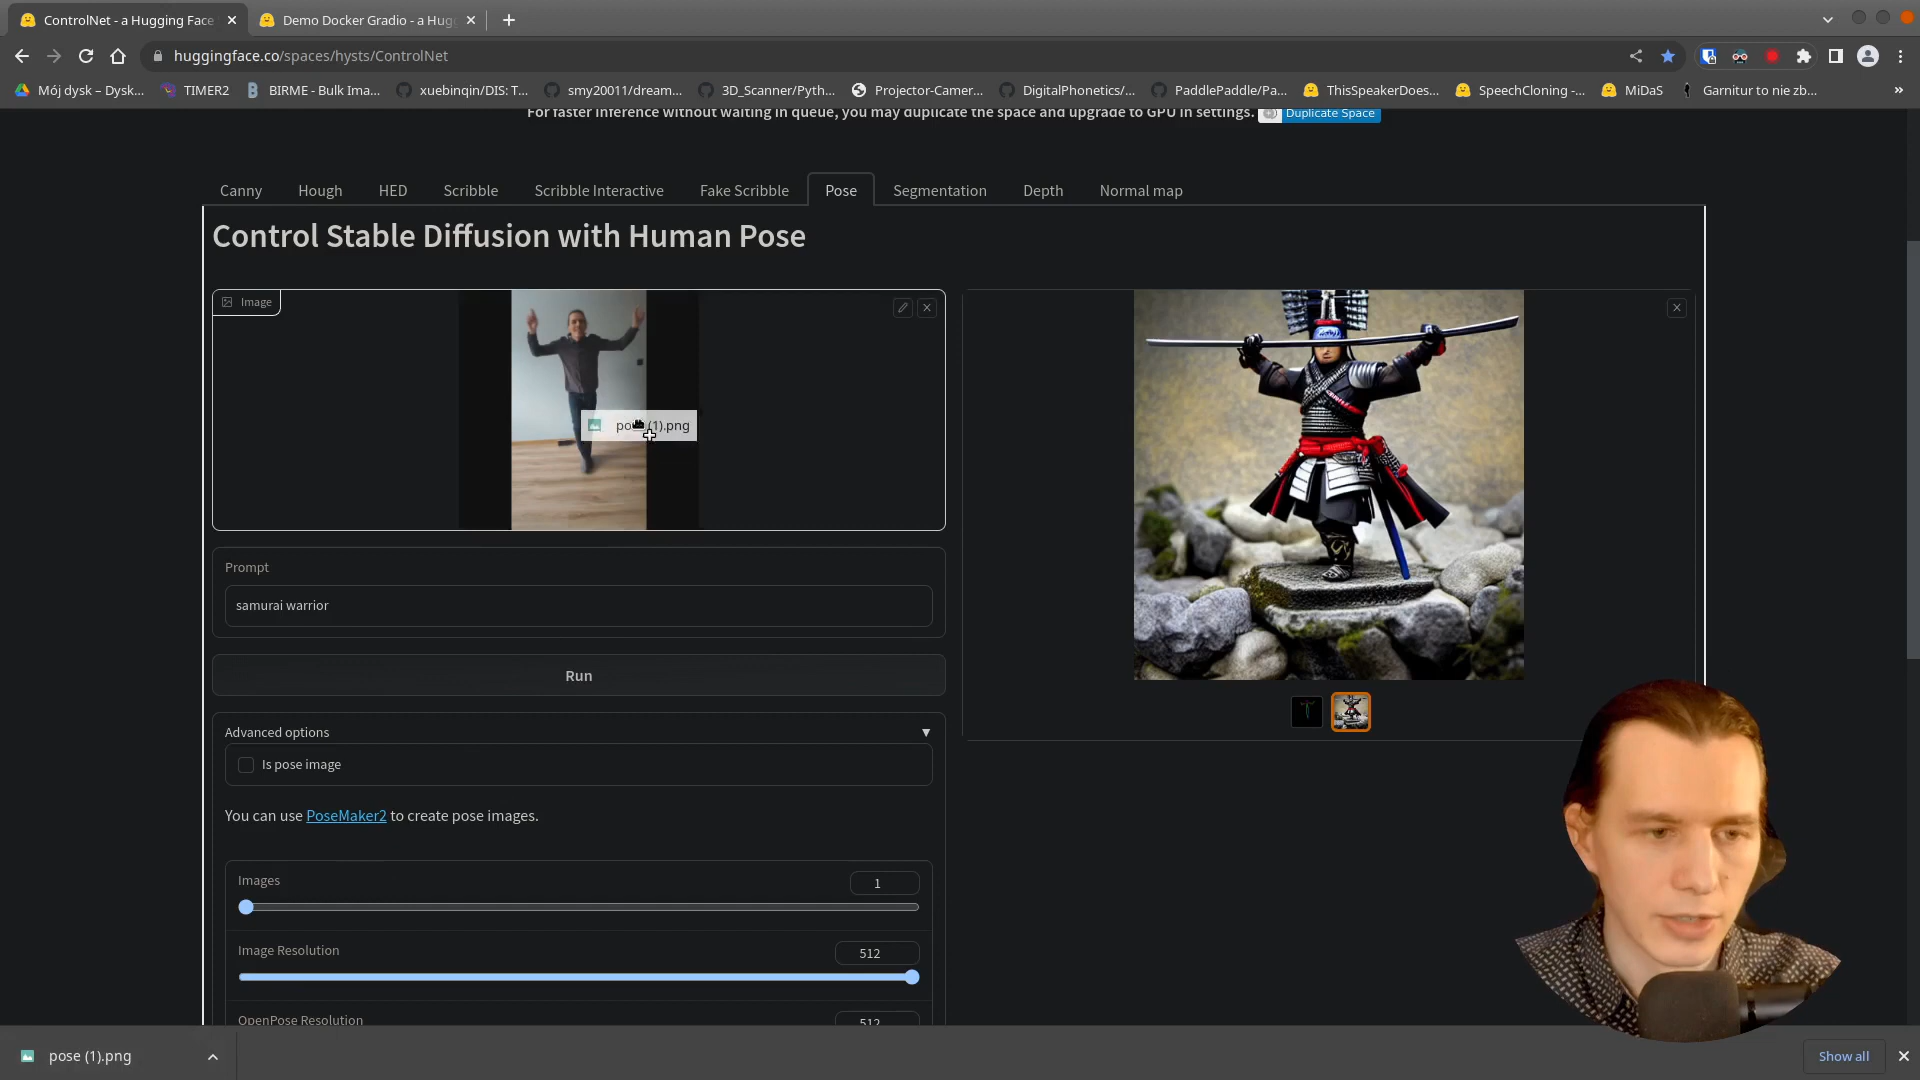 ControlNet - a Hugging Face
Demo Docker Gradio - a Hug
huggingface.co/spaces/hysts/ControlNet
Mój dysk – Dysk...
TIMER2
BIRME - Bulk Ima...
xuebinqin/DIS: T...
smy20011/dream...
3D_Scanner/Pyth...
Projector-Camer...
DigitalPhonetics/...
PaddlePaddle/Pa...
ThisSpeakerDoes...
SpeechCloning -...
MiDaS
Garnitur to nie zb...
For faster inference without waiting in queue, you may duplicate the space and upgrade to GPU in settings.
Duplicate Space
Canny
Hough
HED
Scribble
Scribble Interactive
Fake Scribble
Pose
Segmentation
Depth
Normal map
Control Stable Diffusion with Human Pose
Image
(1).png
Prompt
samurai warrior
Run
Advanced options
Is pose image
You can use PoseMaker2 to create pose images.
Images
1
Image Resolution
512
OpenPose Resolution
512
pose (1).png
Show all